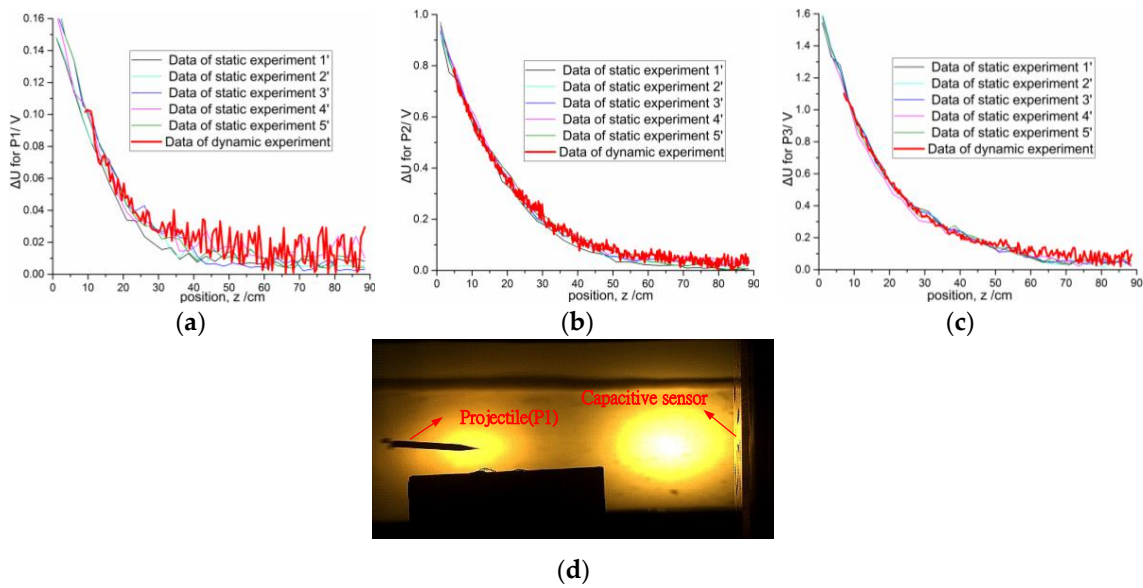 0.16
0.14
0.12
0.10
0.08
0.06
0.04
0.02
0.00
ΔU for P1/ V
Data of static experiment 1'
Data of static experiment 2'
Data of static experiment 3'
Data of static experiment 4'
Data of static experiment 5'
Data of dynamic experiment
0 10 20 30 40 50 60 70 80 90
position, z /cm
(a)
1.0
0.8
0.6
0.4
0.2
0.0
ΔU for P2/ V
Data of static experiment 1'
Data of static experiment 2'
Data of static experiment 3'
Data of static experiment 4'
Data of static experiment 5'
Data of dynamic experiment
0 10 20 30 40 50 60 70 80 90
position, z /cm
(b)
1.6
1.4
1.2
1.0
0.8
0.6
0.4
0.2
0.0
ΔU for P3/ V
Data of static experiment 1'
Data of static experiment 2'
Data of static experiment 3'
Data of static experiment 4'
Data of static experiment 5'
Data of dynamic experiment
0 10 20 30 40 50 60 70 80 90
position, z /cm
(c)
Projectile(P1)
Capacitive sensor
(d)